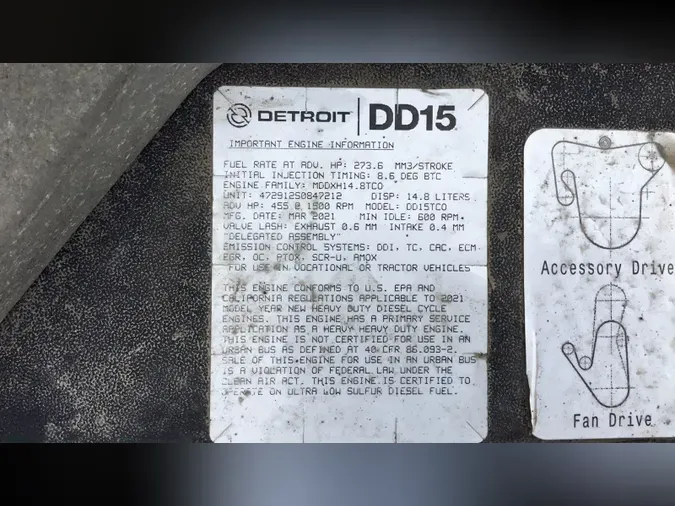 DETROIT DD15
IMPORTANT ENGINE INFORMATION
FUEL RATE AT ADV. HP: 273.6 MM3/STROKE
INITIAL INJECTION TIMING: 8.6 DEG BTC
ENGINE FAMILY: MDDXH14.8TCO
UNIT: 472912S0847212 DISP: 14.8 LITERS
ADV HP: 455 @ 1500 RPM MODEL: DD15TCO
MFG. DATE: MAR 2021 MIN IDLE: 600 RPM
VALVE LASH: EXHAUST 0.6 MM INTAKE 0.4 MM
"DELEGATED ASSEMBLY"
EMISSION CONTROL SYSTEMS: DDI, TC, CAC, ECM
EGR, OC, PTOX, SCR-U, AMOX
FOR USE IN VOCATIONAL OR TRACTOR VEHICLES
THIS ENGINE CONFORMS TO U.S. EPA AND
CALIFORNIA REGULATIONS APPLICABLE TO 2021
MODEL YEAR NEW HEAVY DUTY DIESEL CYCLE
ENGINES. THIS ENGINE HAS A PRIMARY SERVICE
APPLICATION AS A HEAVY HEAVY DUTY ENGINE.
THIS ENGINE IS NOT CERTIFIED FOR USE IN AN
URBAN BUS AS DEFINED AT 40 CFR 86.093-2.
SALE OF THIS ENGINE FOR USE IN AN URBAN BUS
IS A VIOLATION OF FEDERAL LAW UNDER THE
CLEAN AIR ACT. THIS ENGINE IS CERTIFIED TO
OPERATE ON ULTRA LOW SULFUR DIESEL FUEL.
Accessory Drive
Fan Drive